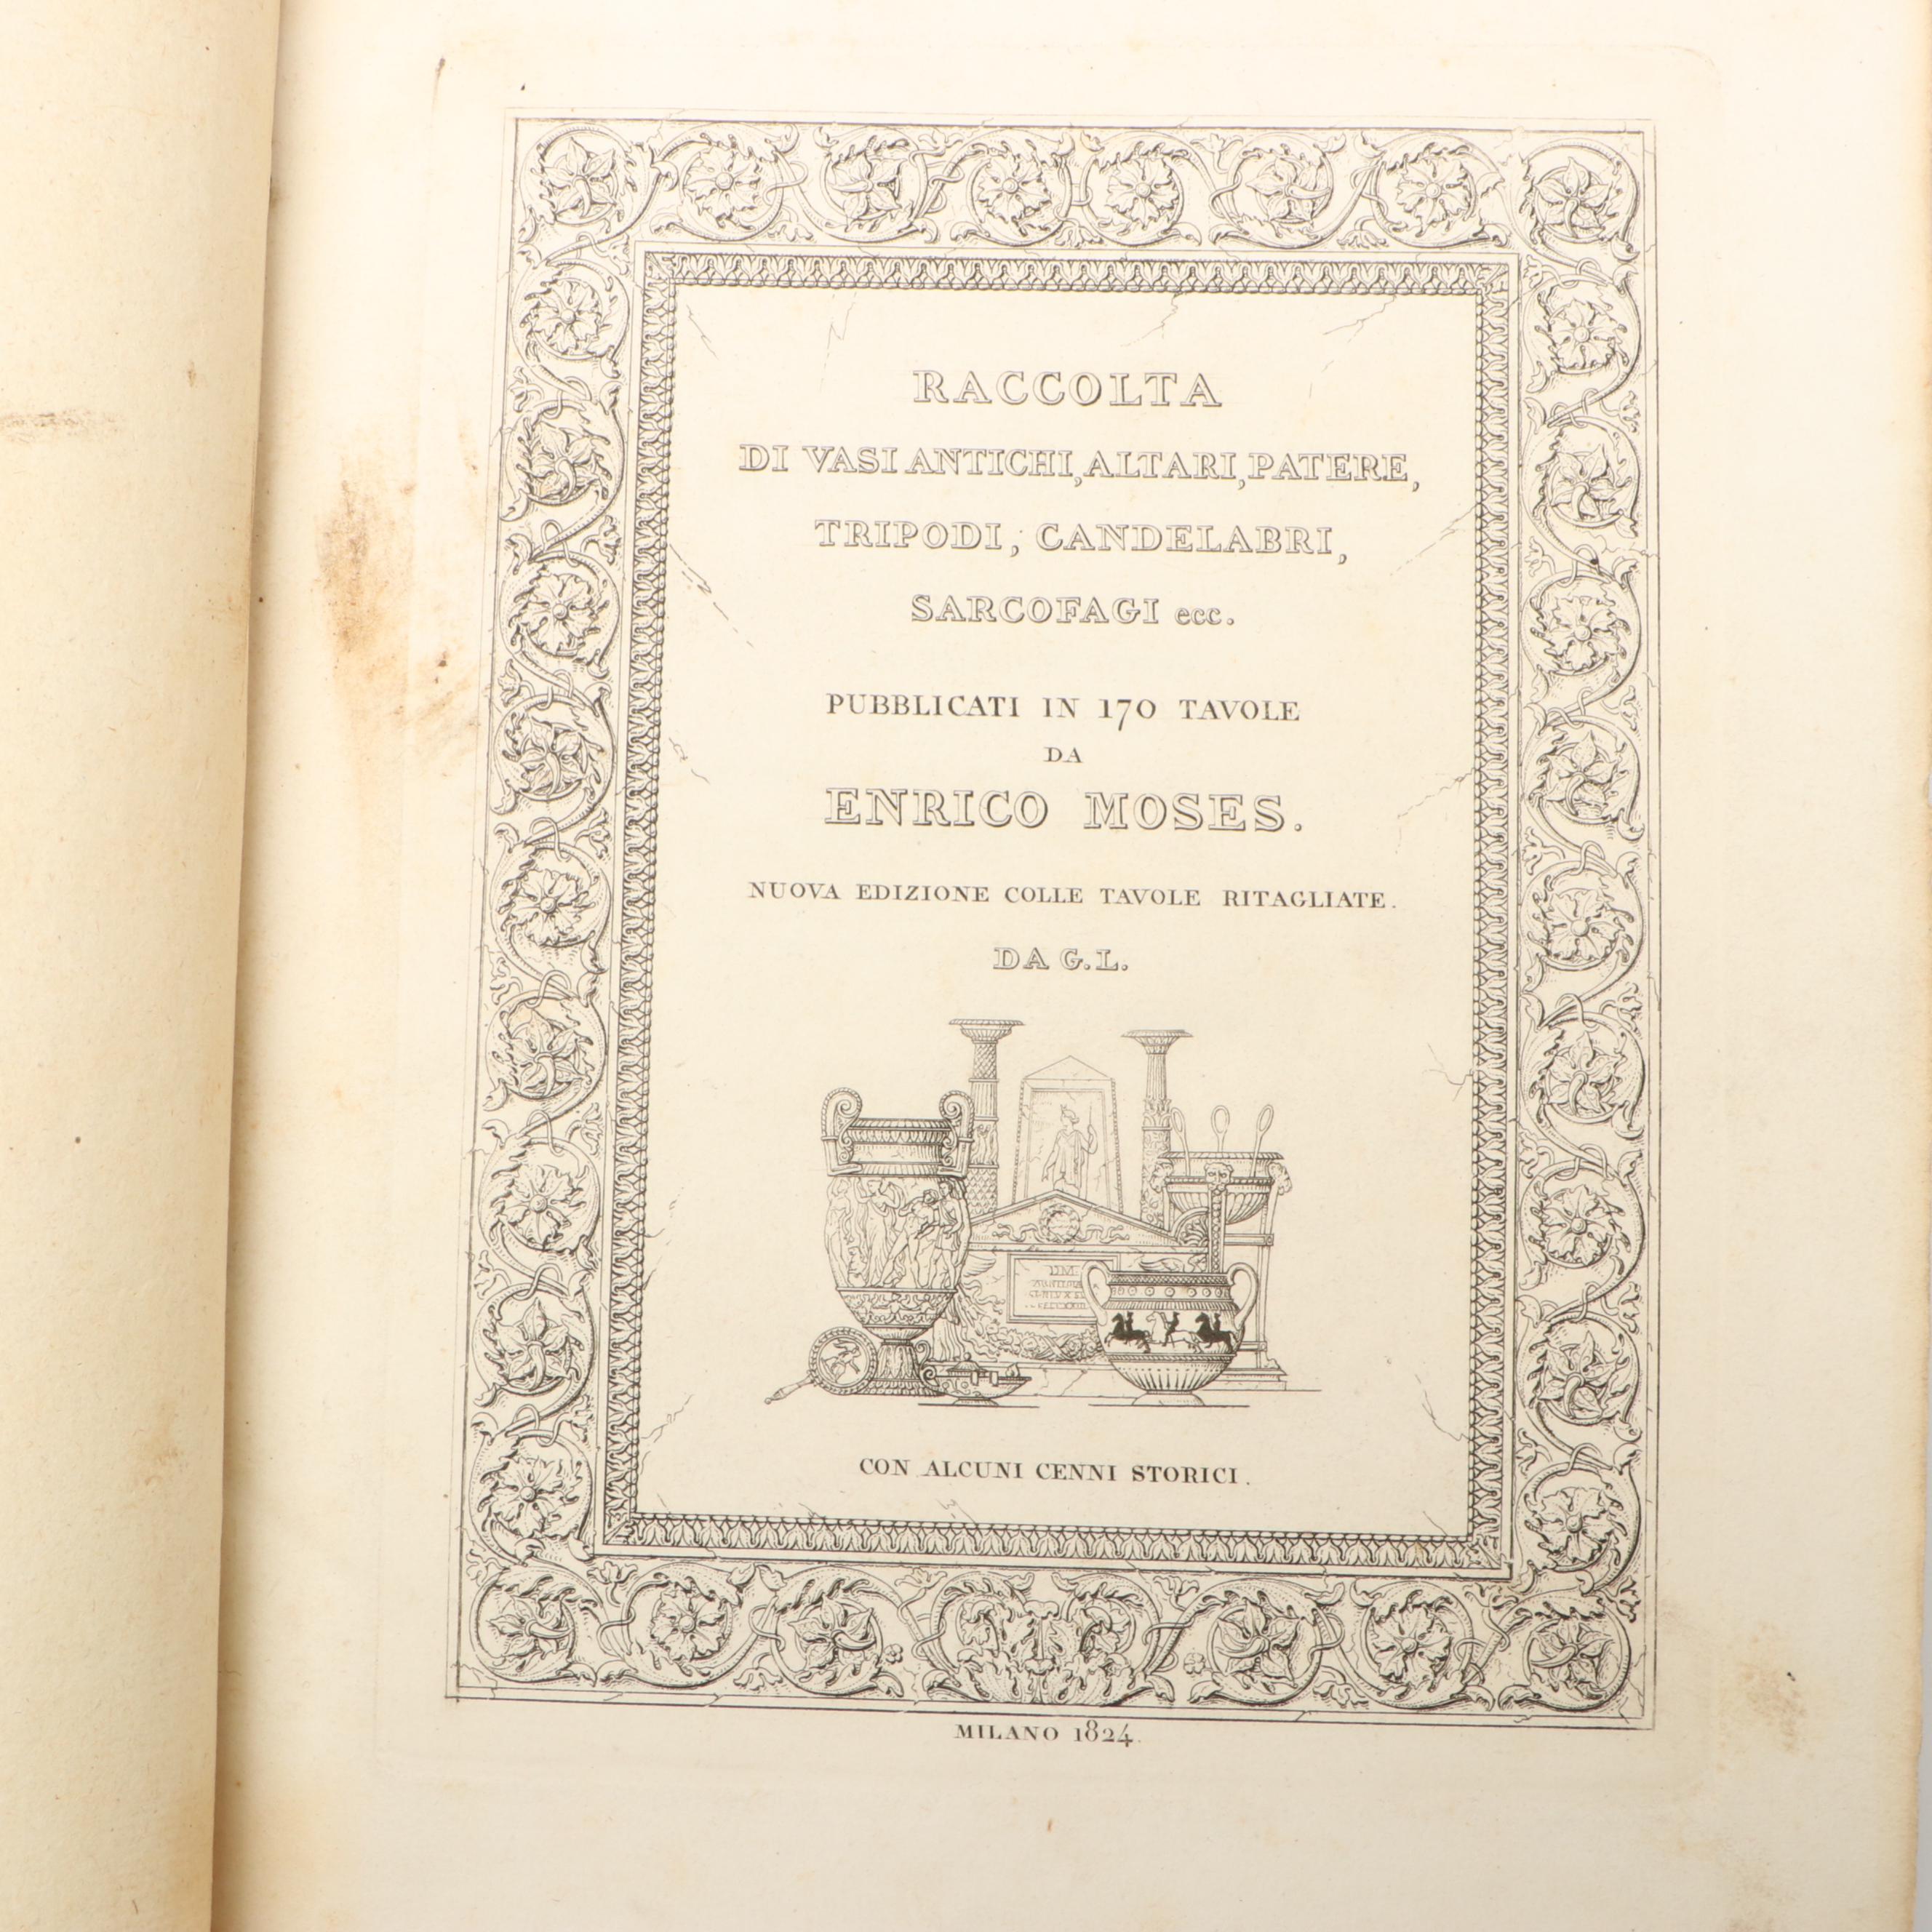 RACCOLTA
DI VASI ANTICHI, ALTARI, PATERE,
TRIPODI, CANDELABRI,
SARCOFAGI ecc.
PUBBLICATI IN 170 TAVOLE
DA
ENRICO MOSES.
NUOVA EDIZIONE COLLE TAVOLE RITAGLIATE.
DA G.L.
CON ALCUNI CENNI STORICI.
MILANO 1824.